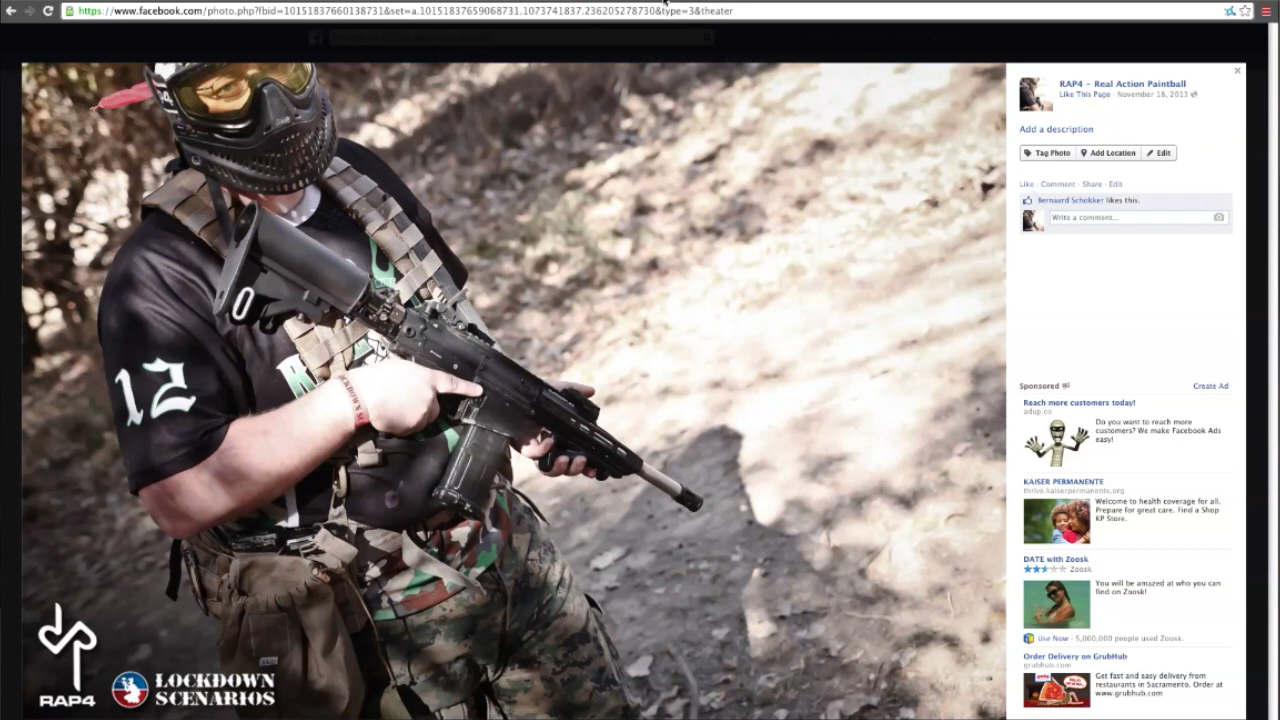 https://www.facebook.com/photo.php?fbid=10151837660138731&set=a.10151837659068731.1073741837.236205278730&type=3&theater
RAP4 - Real Action Paintball
Like This Page · November 18, 2013
Add a description
Tag Photo Add Location Edit
Like · Comment · Share · Edit
Bernaard Schokker likes this.
Write a comment...
0
12
RAP4
LOCKDOWN
SCENARIOS
Sponsored
Create Ad
Reach more customers today!
adup.co
Do you want to reach more
customers? We make Facebook Ads
easy!
KAISER PERMANENTE
thrive.kaiserpermanente.org
Welcome to health coverage for all.
Prepare for great care. Find a Shop
KP Store.
DATE with Zoosk
Zoosk
You will be amazed at who you can
find on Zoosk!
Use Now · 5,000,000 people used Zoosk.
Order Delivery on GrubHub
grubhub.com
Get fast and easy delivery from
restaurants in Sacramento. Order at
www.grubhub.com